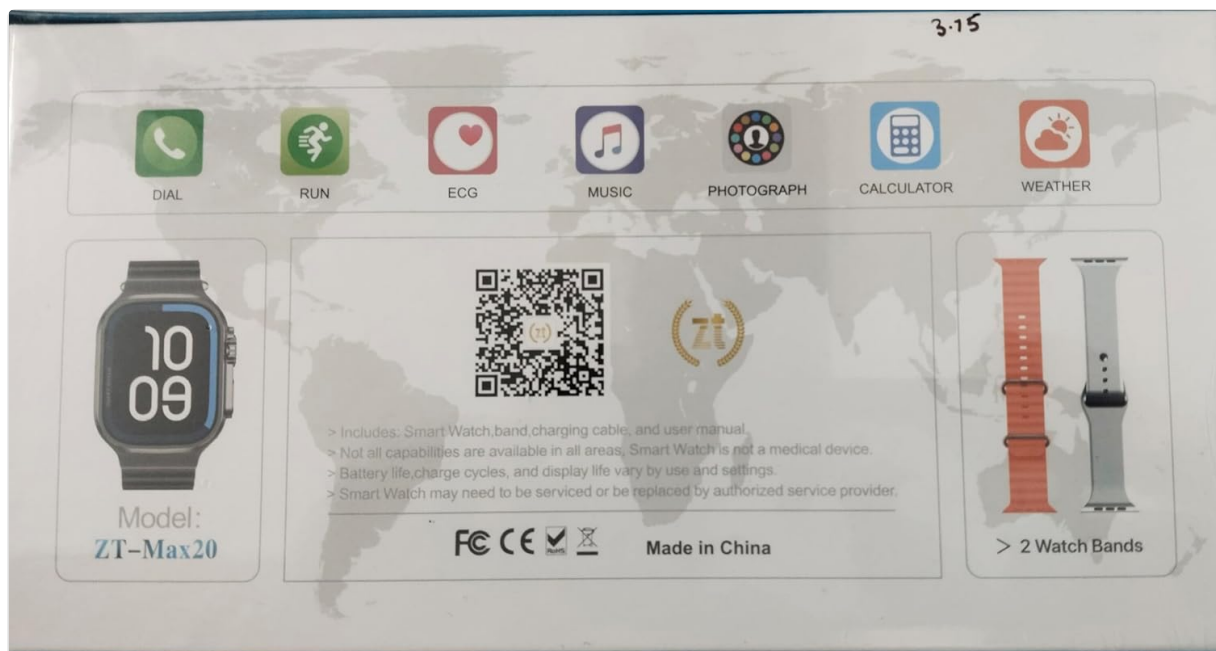 3.15
DIAL
RUN
ECG
MUSIC
PHOTOGRAPH
CALCULATOR
WEATHER
10
09
Model:
ZT-Max20
zt
zt
> Includes: Smart Watch,band,charging cable, and user manual.
> Not all capabilities are available in all areas, Smart Watch is not a medical device.
> Battery life,charge cycles, and display life vary by use and settings.
> Smart Watch may need to be serviced or be replaced by authorized service provider.
FC CE RoHS Made in China
> 2 Watch Bands